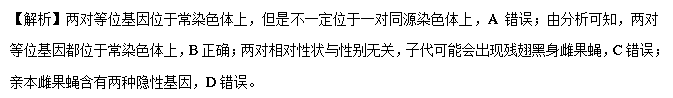 【解析】两对等位基因位于常染色体上，但是不一定位于一对同源染色体上，A 错误；由分析可知，两对
等位基因都位于常染色体上，B 正确；两对相对性状与性别无关，子代可能会出现残翅黑身雌果蝇，C 错误；
亲本雌果蝇含有两种隐性基因，D 错误。